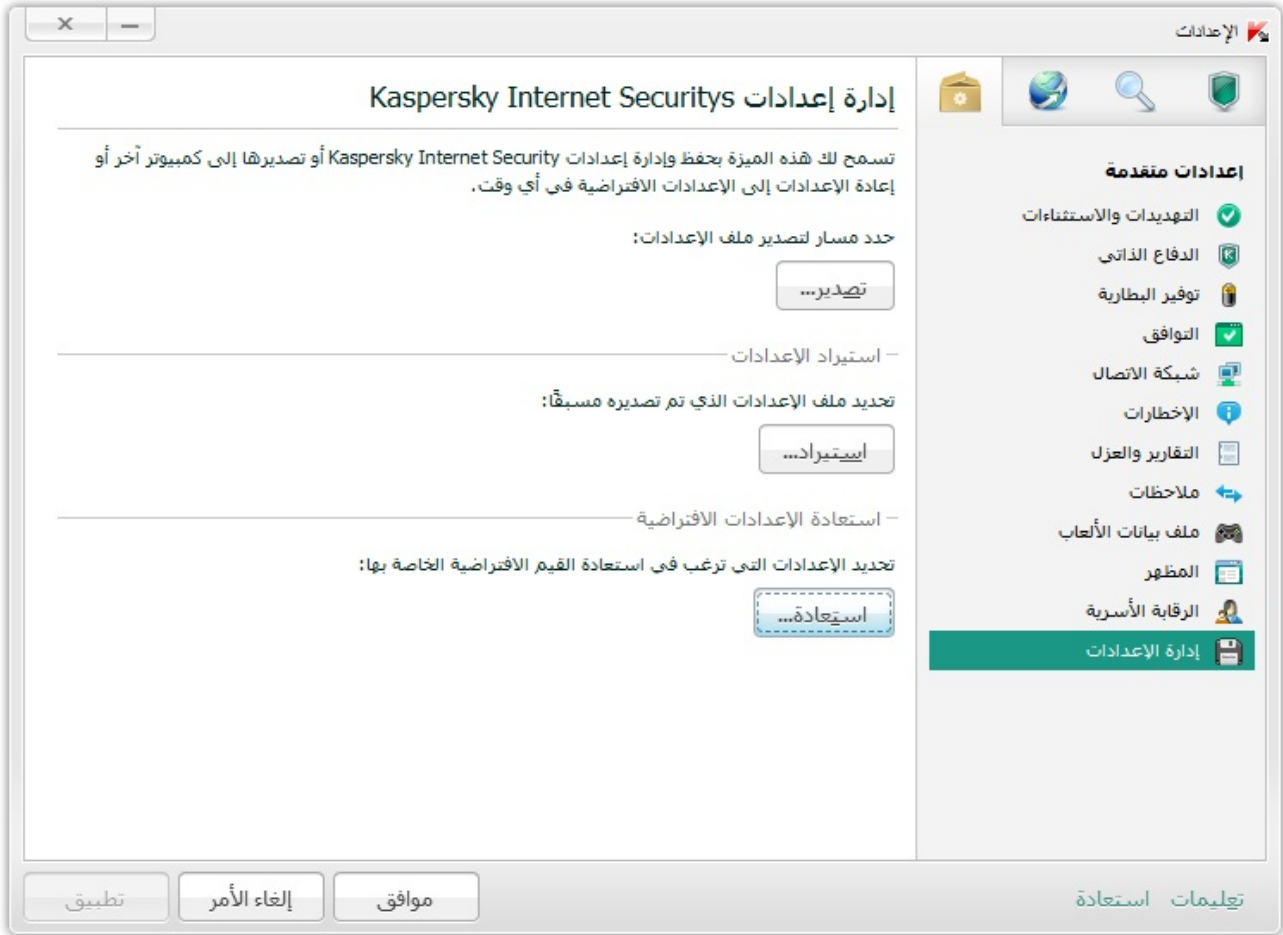 الإعدادات
إعدادات متقدمة
التهديدات والاستثناءات
الدفاع الذاتي
توفير البطارية
التوافق
شبكة الاتصال
الإخطارات
التقارير والعزل
ملاحظات
ملف بيانات الألعاب
المظهر
الرقابة الأسرية
إدارة الإعدادات
إدارة إعدادات Kaspersky Internet Securitys
تسمح لك هذه الميزة بحفظ وإدارة إعدادات Kaspersky Internet Security أو تصديرها إلى كمبيوتر آخر أو
إعادة الإعدادات إلى الإعدادات الافتراضية في أي وقت.
حدد مسار لتصدير ملف الإعدادات:
تصدير...
استيراد الإعدادات
تحديد ملف الإعدادات الذي تم تصديره مسبقًا:
استيراد...
استعادة الإعدادات الافتراضية
تحديد الإعدادات التي ترغب في استعادة القيم الافتراضية الخاصة بها:
استعادة...
تعليمات استعادة
موافق إلغاء الأمر تطبيق